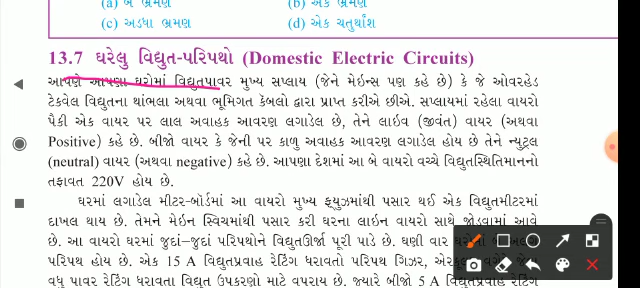 (a) બે ભ્રમણ (b) એક ભ્રમણ
(c) અડધા ભ્રમણ (d) એક ચતુર્થાંશ
13.7 ઘરેલુ વિદ્યુત-પરિપથો (Domestic Electric Circuits)
આપણે આપણા ઘરોમાં વિદ્યુતપાવર મુખ્ય સપ્લાય (જેને મેઇન્સ પણ કહે છે) કે જે ઓવરહેડ
ટેકવેલ વિદ્યુતના થાંભલા અથવા ભૂમિગત કેબલો દ્વારા પ્રાપ્ત કરીએ છીએ. સપ્લાયમાં રહેલા વાયરો
પૈકી એક વાયર પર લાલ અવાહક આવરણ લગાડેલ છે, તેને લાઇવ (જીવંત) વાયર (અથવા
Positive) કહે છે. બીજો વાયર કે જેની પર કાળુ અવાહક આવરણ લગાડેલ હોય છે તેને ન્યુટ્રલ
(neutral) વાયર (અથવા negative) કહે છે. આપણા દેશમાં આ બે વાયરો વચ્ચે વિદ્યુતસ્થિતિમાનનો
તફાવત 220V હોય છે.
ઘરમાં લગાડેલ મીટર-બૉર્ડમાં આ વાયરો મુખ્ય ફ્યુઝમાંથી પસાર થઈ એક વિદ્યુતમીટરમાં
દાખલ થાય છે. તેમને મેઇન સ્વિચમાંથી પસાર કરી ઘરના લાઇન વાયરો સાથે જોડવામાં આવે
છે. આ વાયરો ઘરમાં જુદાં-જુદાં પરિપથોને વિદ્યુતઊર્જા પૂરી પાડે છે. ઘણી વાર
પરિપથ હોય છે. એક 15 A વિદ્યુતપ્રવાહ રેટિંગ ધરાવતો પરિપથ ગિઝર,
વધુ પાવર રેટિંગ ધરાવતા વિદ્યુત ઉપકરણો માટે વપરાય છે. જ્યારે બીજો 5 A વિદ્યુતપ્રવાહ રેટિંગ